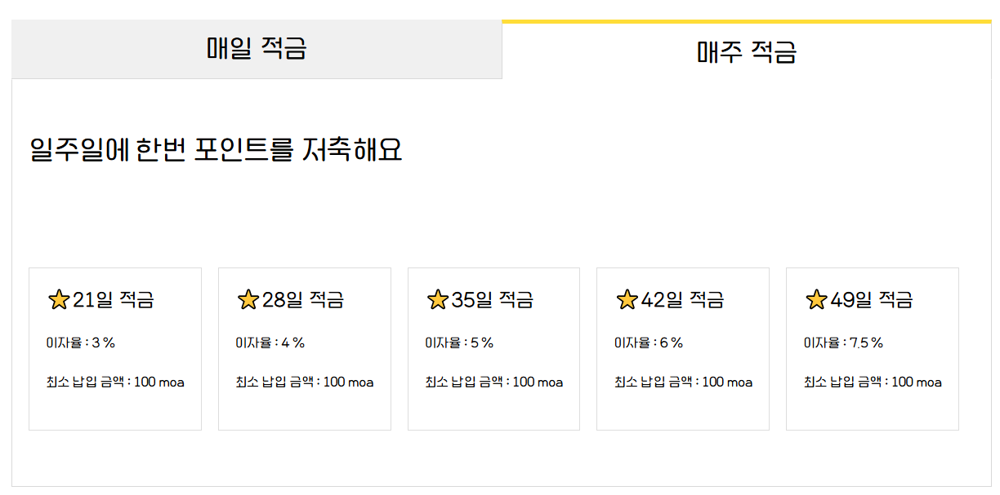 매일 적금
매주 적금
일주일에 한번 포인트를 저축해요
21일 적금
이자율 : 3 %
최소 납입 금액 : 100 moa
28일 적금
이자율 : 4 %
최소 납입 금액 : 100 moa
35일 적금
이자율 : 5 %
최소 납입 금액 : 100 moa
42일 적금
이자율 : 6 %
최소 납입 금액 : 100 moa
49일 적금
이자율 : 7.5 %
최소 납입 금액 : 100 moa